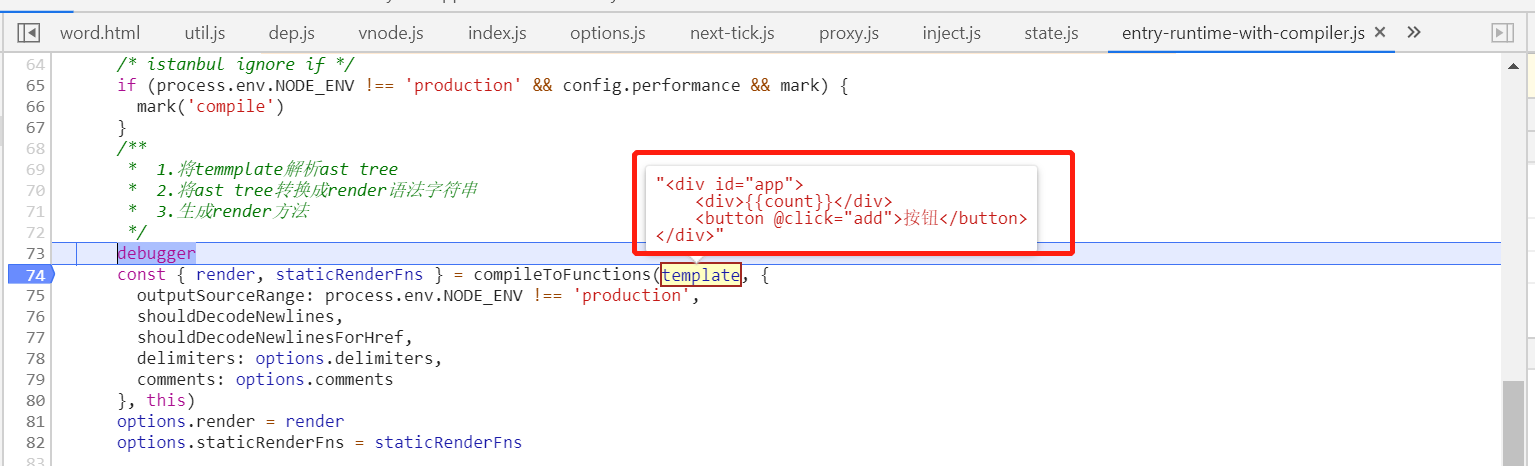 word.html util.js dep.js vnode.js index.js options.js next-tick.js proxy.js inject.js state.js entry-runtime-with-compiler.js × »
64 /* istanbul ignore if */
65 if (process.env.NODE_ENV !== 'production' && config.performance && mark) {
66 mark('compile')
67 }
68 /**
69 * 1.将temmplate解析ast tree
70 * 2.将ast tree转换成render语法字符串
71 * 3.生成render方法
72 */
"<div id="app">
<div>{{count}}</div>
<button @click="add">按钮</button>
</div>"
73 debugger
74 const { render, staticRenderFns } = compileToFunctions(template, {
75 outputSourceRange: process.env.NODE_ENV !== 'production',
76 shouldDecodeNewlines,
77 shouldDecodeNewlinesForHref,
78 delimiters: options.delimiters,
79 comments: options.comments
80 }, this)
81 options.render = render
82 options.staticRenderFns = staticRenderFns
83